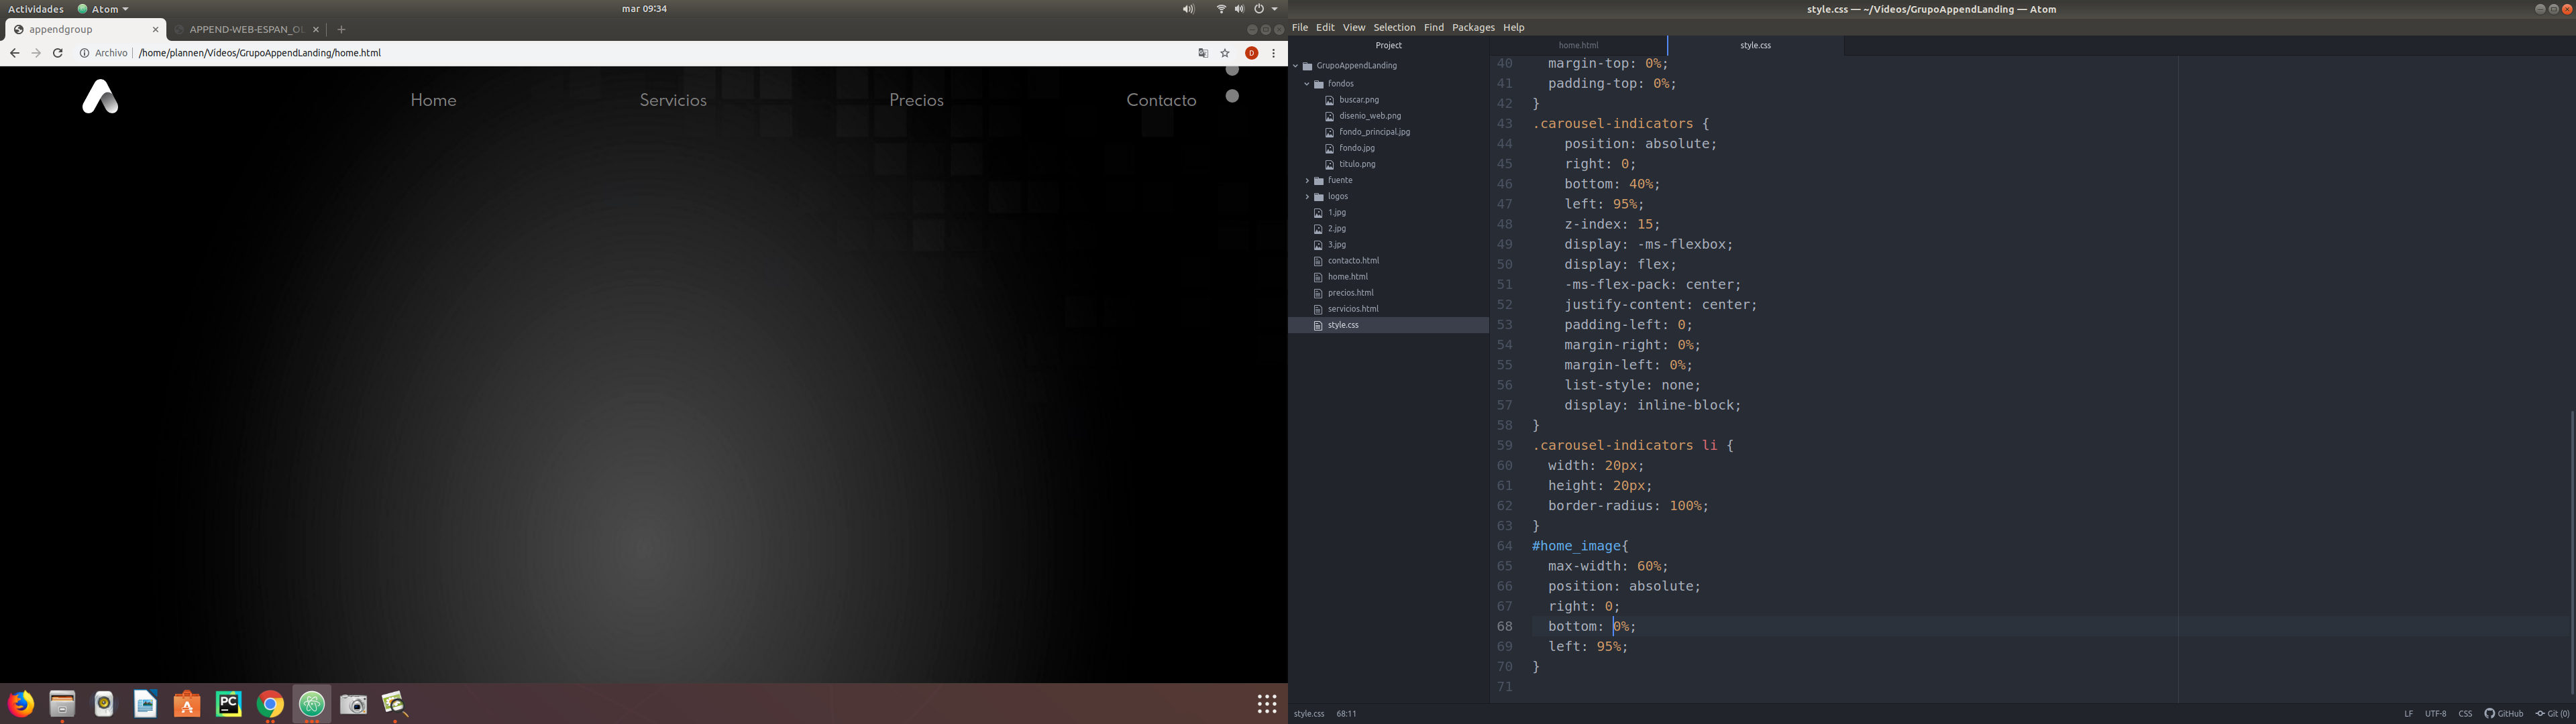 Actividades
Atom
mar 09:34
appendgroup
APPEND-WEB-ESPAN_OL
Archivo
/home/plannen/Vídeos/GrupoAppendLanding/home.html
D
Home
Servicios
Precios
Contacto
PC
style.css — ~/Vídeos/GrupoAppendLanding — Atom
File Edit View Selection Find Packages Help
Project
home.html
style.css
GrupoAppendLanding
fondos
buscar.png
disenio_web.png
fondo_principal.jpg
fondo.jpg
titulo.png
fuente
logos
1.jpg
2.jpg
3.jpg
contacto.html
home.html
precios.html
servicios.html
style.css
40 margin-top: 0%;
41 padding-top: 0%;
42 }
43 .carousel-indicators {
44 position: absolute;
45 right: 0;
46 bottom: 40%;
47 left: 95%;
48 z-index: 15;
49 display: -ms-flexbox;
50 display: flex;
51 -ms-flex-pack: center;
52 justify-content: center;
53 padding-left: 0;
54 margin-right: 0%;
55 margin-left: 0%;
56 list-style: none;
57 display: inline-block;
58 }
59 .carousel-indicators li {
60 width: 20px;
61 height: 20px;
62 border-radius: 100%;
63 }
64 #home_image{
65 max-width: 60%;
66 position: absolute;
67 right: 0;
68 bottom: 0%;
69 left: 95%;
70 }
71
style.css 68:11
LF UTF-8 CSS GitHub Git (0)